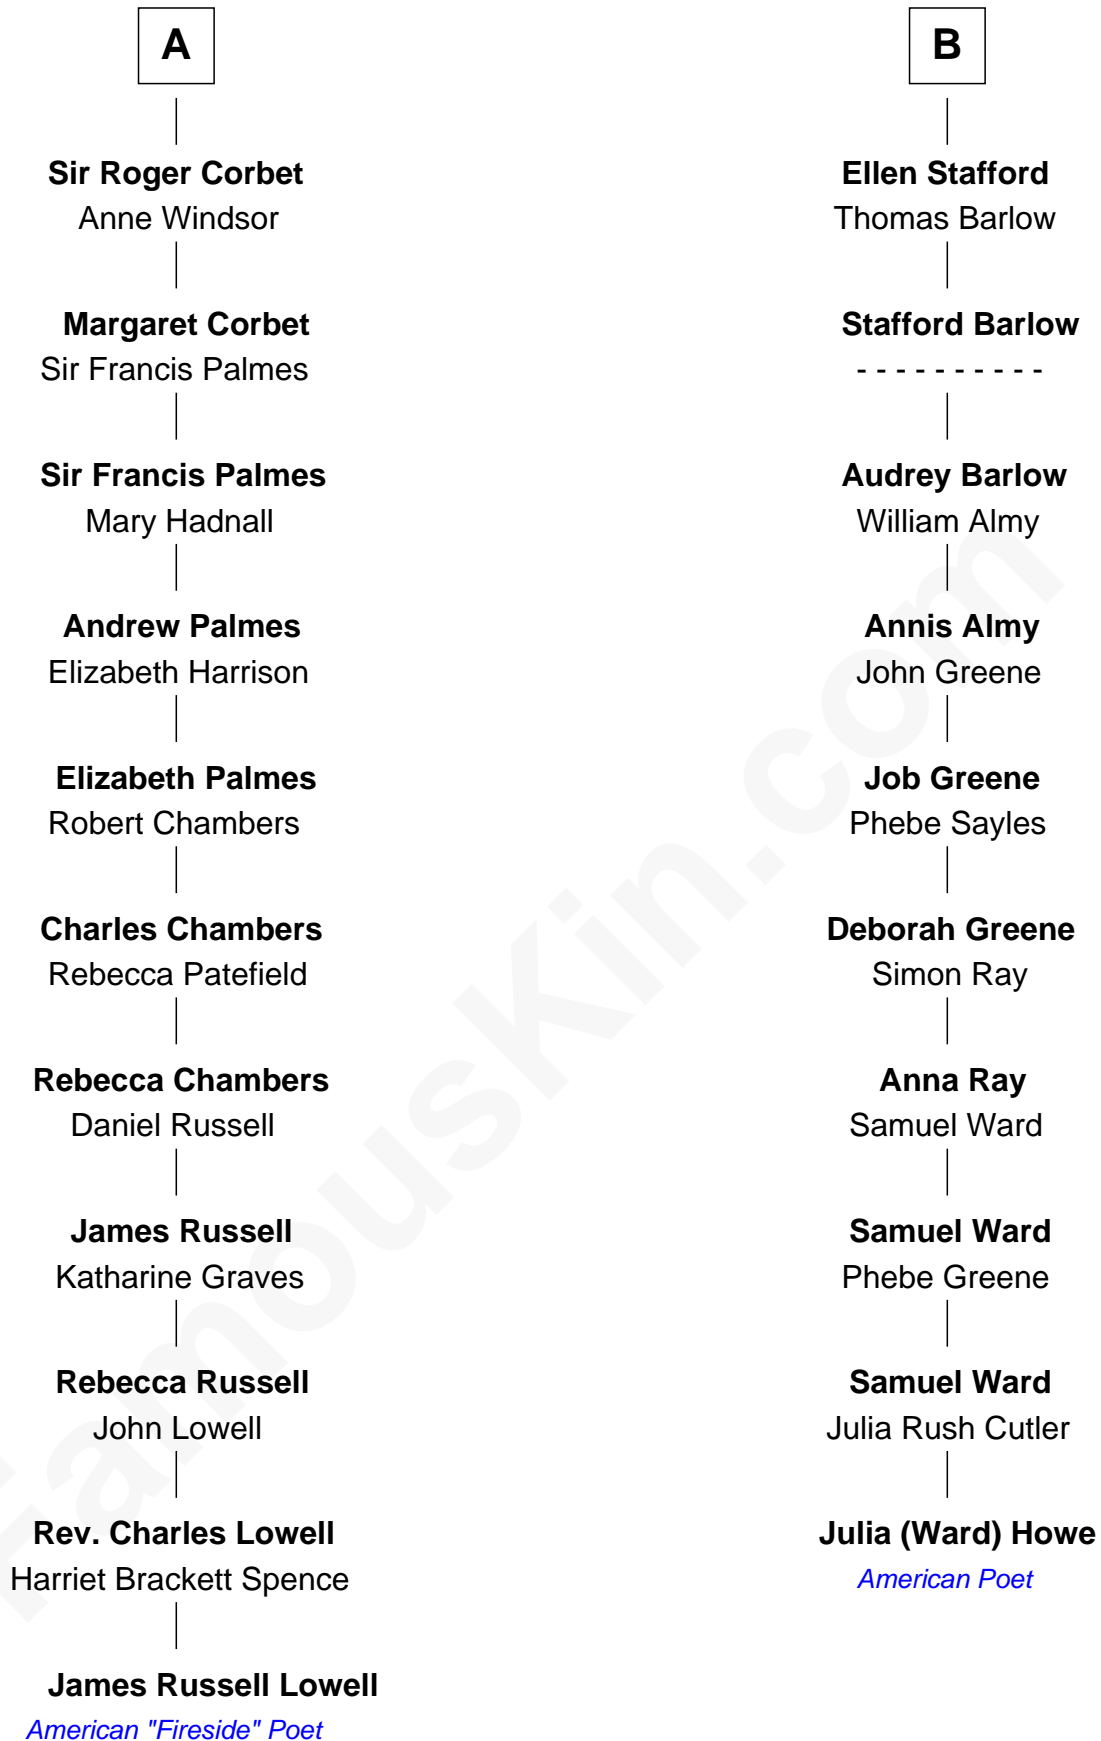 A
Sir Roger Corbet
Anne Windsor
Margaret Corbet
Sir Francis Palmes
Sir Francis Palmes
Mary Hadnall
Andrew Palmes
Elizabeth Harrison
Elizabeth Palmes
Robert Chambers
Charles Chambers
Rebecca Patefield
Rebecca Chambers
Daniel Russell
James Russell
Katharine Graves
Rebecca Russell
John Lowell
Rev. Charles Lowell
Harriet Brackett Spence
James Russell Lowell
American "Fireside" Poet
B
Ellen Stafford
Thomas Barlow
Stafford Barlow
- - - - - - - - - -
Audrey Barlow
William Almy
Annis Almy
John Greene
Job Greene
Phebe Sayles
Deborah Greene
Simon Ray
Anna Ray
Samuel Ward
Samuel Ward
Phebe Greene
Samuel Ward
Julia Rush Cutler
Julia (Ward) Howe
American Poet
FamousKin.com